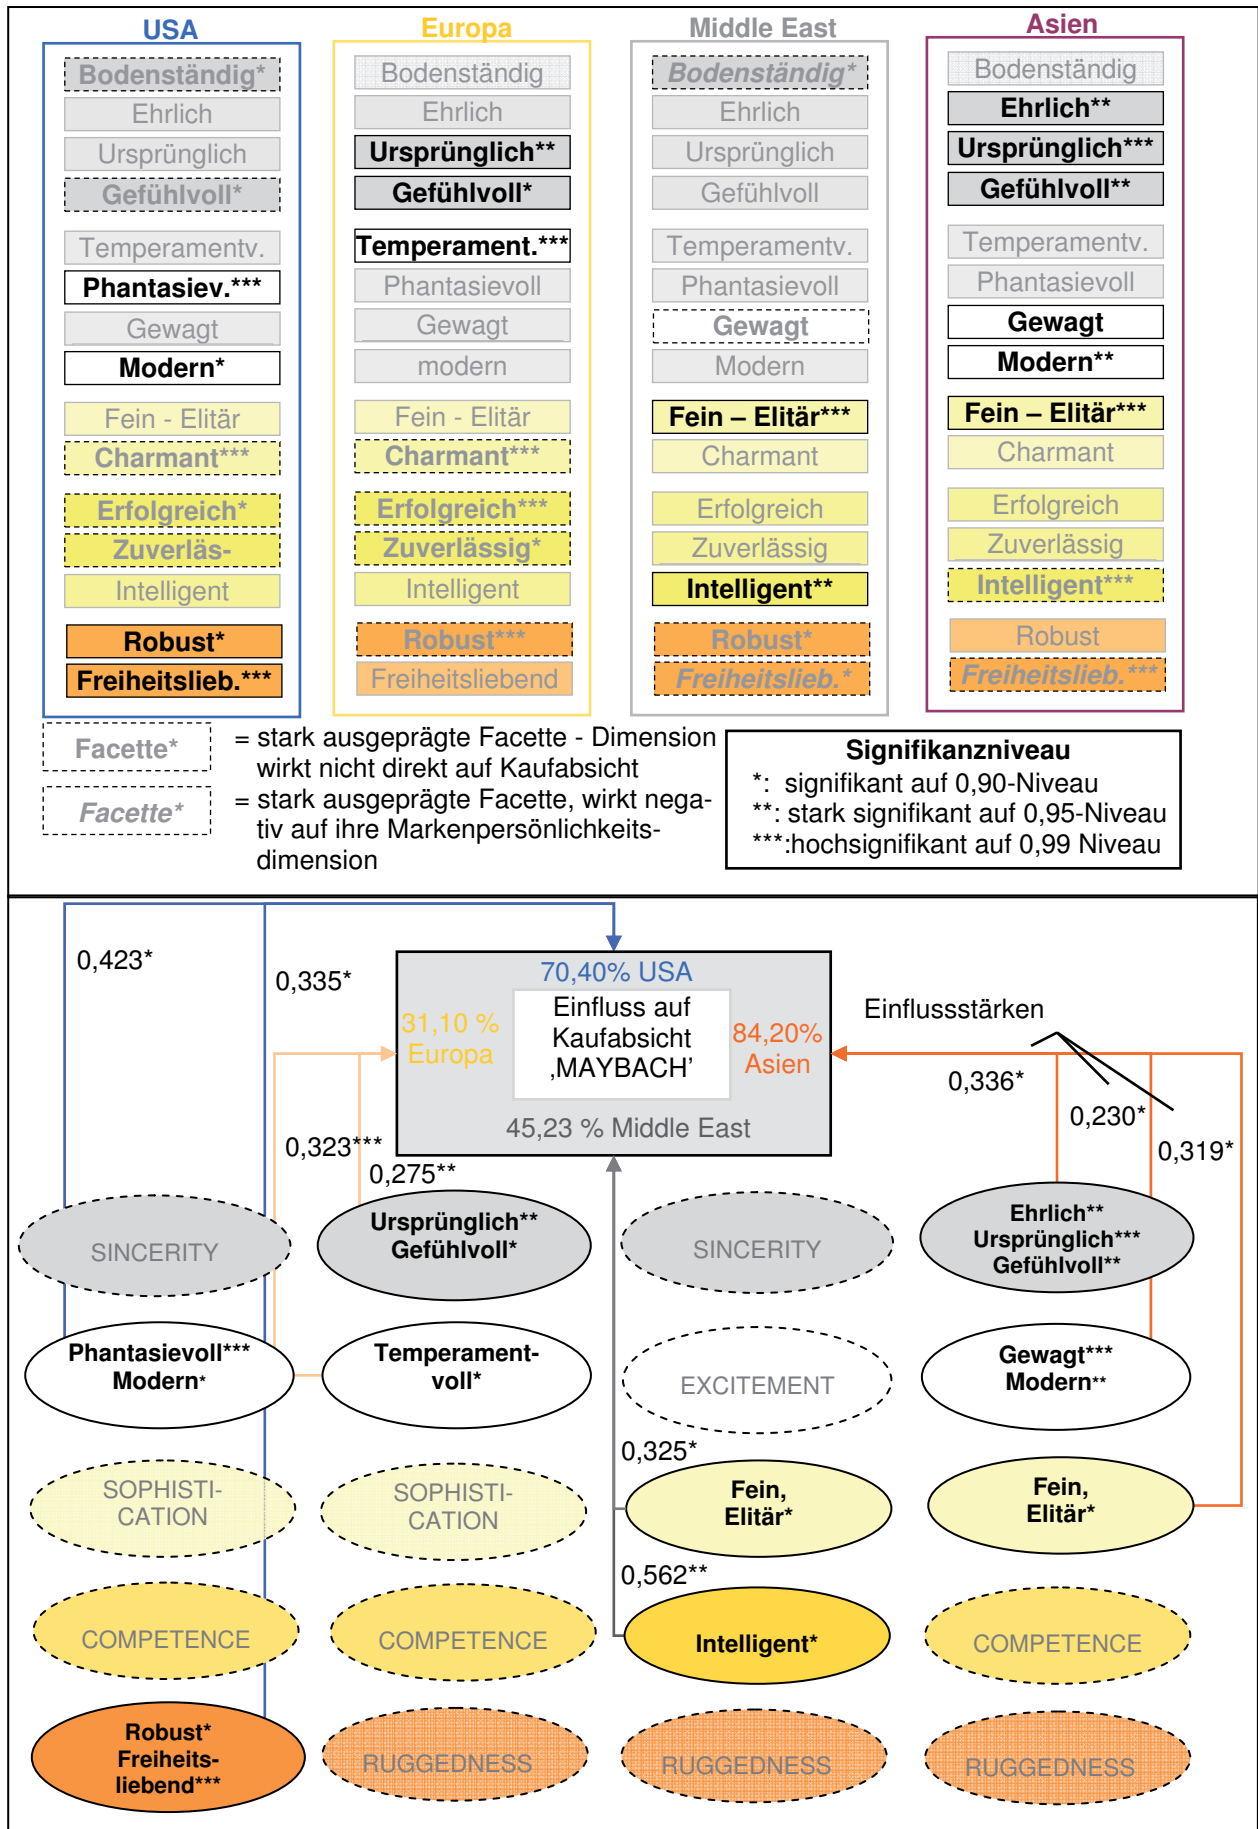 USA
Bodenständig*
Ehrlich
Ursprünglich
Gefühlvoll*
Temperamentv.
Phantasiev.***
Gewagt
Modern*
Fein - Elitär
Charmant***
Erfolgreich*
Zuverläs-
Intelligent
Robust*
Freiheitslieb.***
Europa
Bodenständig
Ehrlich
Ursprünglich**
Gefühlvoll*
Temperament.***
Phantasievoll
Gewagt
modern
Fein - Elitär
Charmant***
Erfolgreich***
Zuverlässig*
Intelligent
Robust***
Freiheitsliebend
Middle East
Bodenständig*
Ehrlich
Ursprünglich
Gefühlvoll
Temperamentv.
Phantasievoll
Gewagt
Modern
Fein – Elitär***
Charmant
Erfolgreich
Zuverlässig
Intelligent**
Robust*
Freiheitslieb.*
Asien
Bodenständig
Ehrlich**
Ursprünglich***
Gefühlvoll**
Temperamentv.
Phantasievoll
Gewagt
Modern**
Fein – Elitär***
Charmant
Erfolgreich
Zuverlässig
Intelligent***
Robust
Freiheitslieb.***
Facette*
= stark ausgeprägte Facette - Dimension
wirkt nicht direkt auf Kaufabsicht
Facette*
= stark ausgeprägte Facette, wirkt nega-
tiv auf ihre Markenpersönlichkeits-
dimension
Signifikanzniveau
*: signifikant auf 0,90-Niveau
**: stark signifikant auf 0,95-Niveau
***:hochsignifikant auf 0,99 Niveau
0,423*
0,335*
70,40% USA
31,10 %
Europa
Einfluss auf
Kaufabsicht
‚MAYBACH’
84,20%
Asien
45,23 % Middle East
Einflussstärken
0,336*
0,230*
0,319*
0,323***
0,275**
SINCERITY
Ursprünglich**
Gefühlvoll*
SINCERITY
Ehrlich**
Ursprünglich***
Gefühlvoll**
Phantasievoll***
Modern*
Temperament-
voll*
EXCITEMENT
Gewagt***
Modern**
0,325*
SOPHISTI-
CATION
SOPHISTI-
CATION
Fein,
Elitär*
Fein,
Elitär*
0,562**
COMPETENCE
COMPETENCE
Intelligent*
COMPETENCE
Robust*
Freiheits-
liebend***
RUGGEDNESS
RUGGEDNESS
RUGGEDNESS